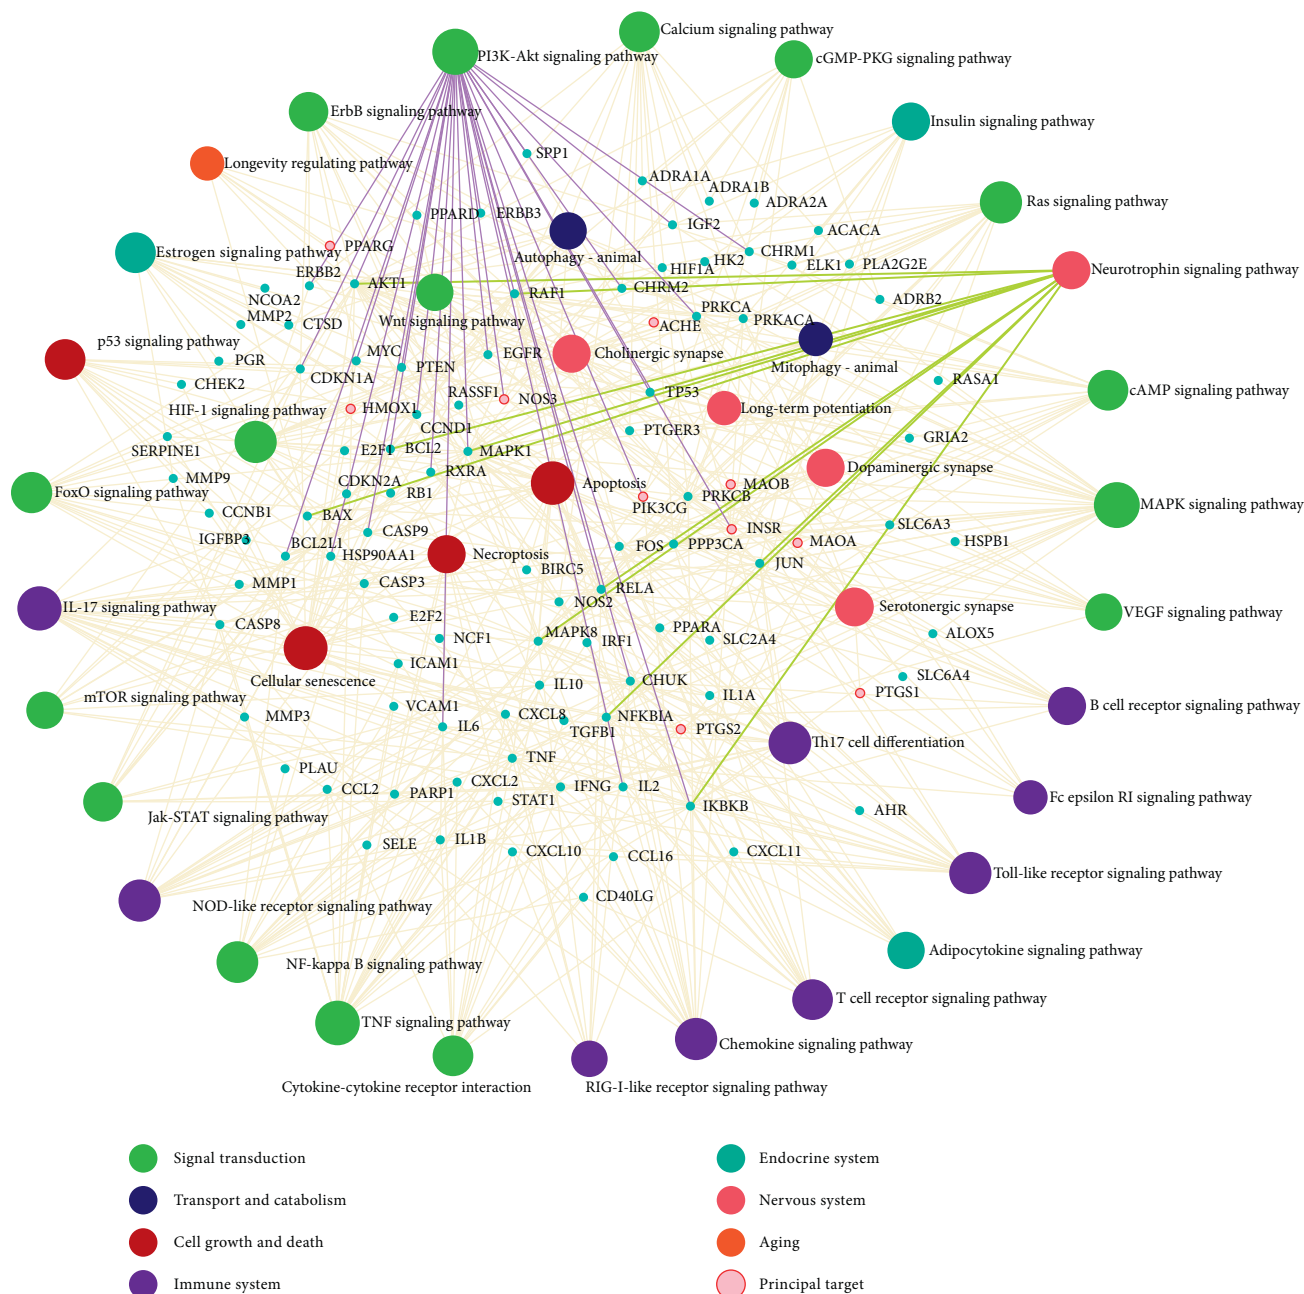 Calcium signaling pathway
PI3K-Akt signaling pathway
cGMP-PKG signaling pathway
ErbB signaling pathway
Insulin signaling pathway
SPP1
Longevity regulating pathway
ADRA1A
ADRA1B
ADRA2A
Ras signaling pathway
PPARD
ERBB3
IGF2
ACACA
PPARG
Estrogen signaling pathway
Autophagy - animal
CHRM1
HK2
HIF1A
ELK1
PLA2G2E
Neurotrophin signaling pathway
ERBB2
AKT1
RAF1
CHRM2
NCOA2
ADRB2
PRKCA
MMP2
CTSD
Wnt signaling pathway
ACHE
PRKACA
p53 signaling pathway
MYC
EGFR
Cholinergic synapse
PGR
PTEN
Mitophagy - animal
CDKN1A
CHEK2
RASSF1
NOS3
TP53
RASA1
cAMP signaling pathway
HIF-1 signaling pathway
HMOX1
Long-term potentiation
CCND1
PTGER3
GRIA2
SERPINE1
E2F1
BCL2
MAPK1
RXRA
Dopaminergic synapse
MMP9
CDKN2A
Apoptosis
MAOB
FoxO signaling pathway
RB1
PRKCB
PIK3CG
MAPK signaling pathway
CCNB1
BAX
SLC6A3
INSR
CASP9
IGFBP3
BCL2L1
HSP90AA1
Necroptosis
FOS
PPP3CA
MAOA
HSPB1
BIRC5
JUN
MMP1
CASP3
RELA
NOS2
IL-17 signaling pathway
Serotonergic synapse
VEGF signaling pathway
E2F2
CASP8
NCF1
MAPK8
IRF1
PPARA
SLC2A4
ALOX5
ICAM1
Cellular senescence
IL10
CHUK
SLC6A4
IL1A
PTGS1
mTOR signaling pathway
VCAM1
B cell receptor signaling pathway
MMP3
IL6
CXCL8
NFKBIA
TGFB1
PTGS2
Th17 cell differentiation
TNF
PLAU
CXCL2
IFNG
IL2
CCL2
PARP1
STAT1
IKBKB
Fc epsilon RI signaling pathway
AHR
Jak-STAT signaling pathway
SELE
IL1B
CXCL10
CCL16
CXCL11
Toll-like receptor signaling pathway
CD40LG
NOD-like receptor signaling pathway
Adipocytokine signaling pathway
NF-kappa B signaling pathway
T cell receptor signaling pathway
TNF signaling pathway
Chemokine signaling pathway
Cytokine-cytokine receptor interaction
RIG-I-like receptor signaling pathway
Signal transduction
Endocrine system
Transport and catabolism
Nervous system
Cell growth and death
Aging
Immune system
Principal target